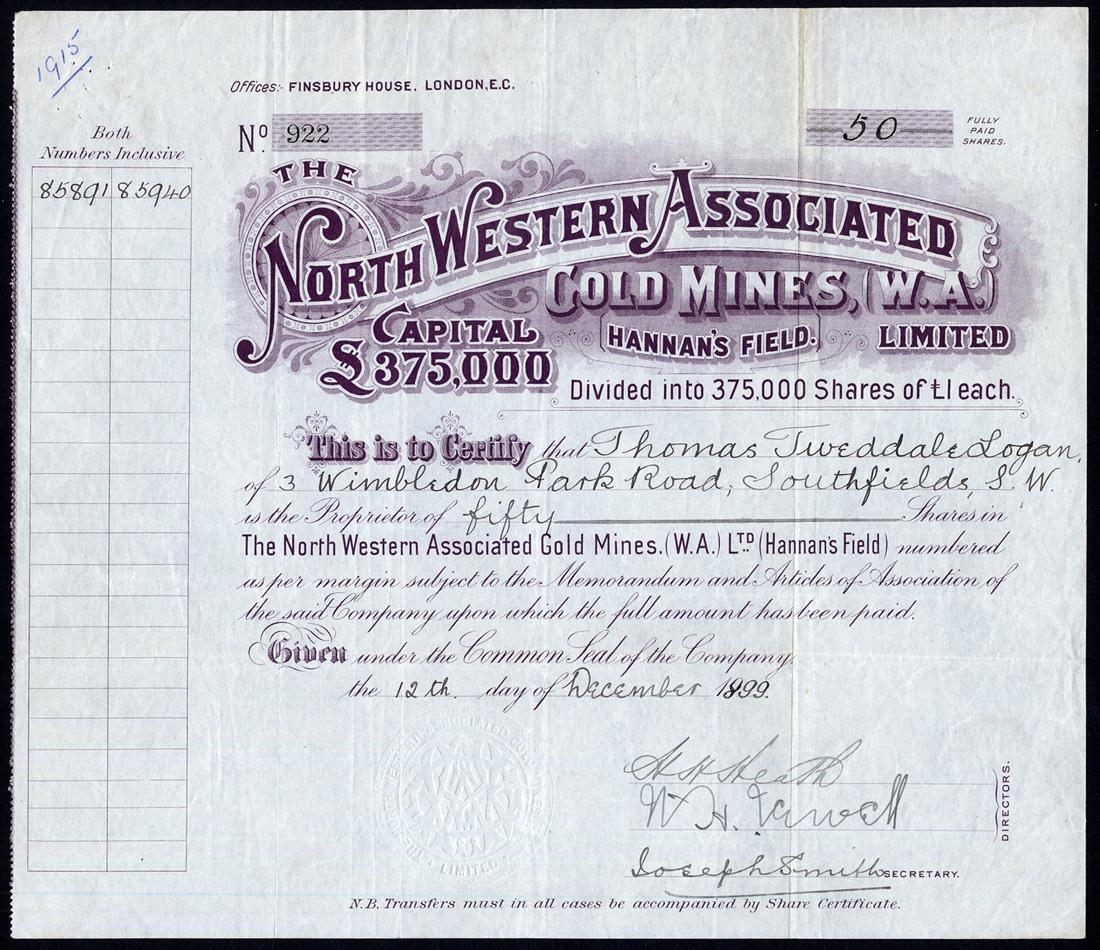 1915
Offices:- FINSBURY HOUSE, LONDON, E.C.
Both
Numbers Inclusive
85891 85940
No. 922
50 FULLY PAID SHARES.
THE
NORTH WESTERN ASSOCIATED
GOLD MINES, (W.A.)
HANNAN'S FIELD. LIMITED
CAPITAL
£375,000
Divided into 375,000 Shares of £1 each.
This is to Certify that Thomas Tweddale Logan,
of 3 Wimbledon Park Road, Southfields, S.W.
is the Proprietor of fifty Shares in
The North Western Associated Gold Mines. (W.A.) LTD. (Hannan's Field) numbered
as per margin subject to the Memorandum and Articles of Association of
the said Company upon which the full amount has been paid.
Given under the Common Seal of the Company,
the 12th. day of December 1899.
LIMITED
H Heath
W. H.
DIRECTORS.
Joseph Smith SECRETARY.
N.B. Transfers must in all cases be accompanied by Share Certificate.